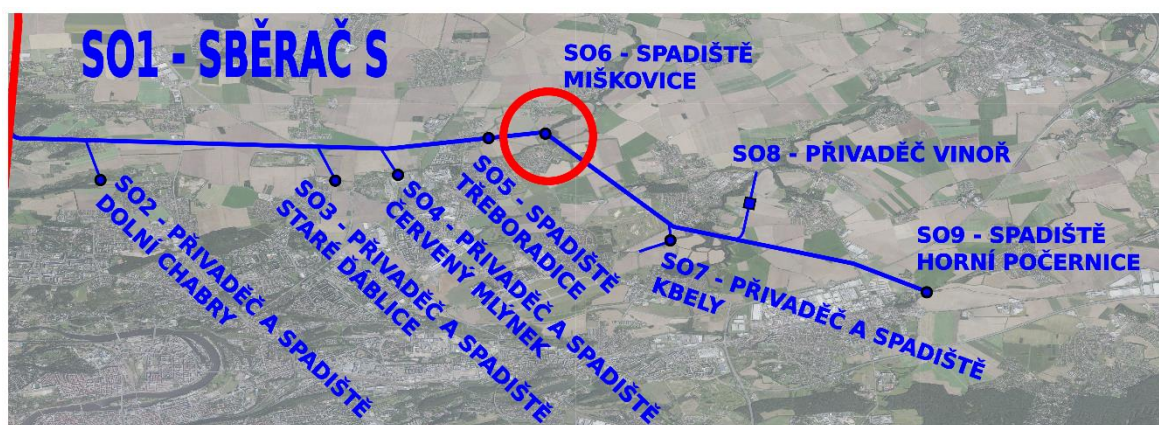 SO1 - SBĚRAČ S
SO6 - SPADIŠTĚ
MIŠKOVICE
SO2 - PŘIVADĚČ A SPADIŠTĚ
DOLNÍ CHABRY
SO3 - PŘIVADĚČ A SPADIŠTĚ
STARÉ ĎÁBLICE
SO4 - PŘIVADĚČ A SPADIŠTĚ
ČERVENÝ MLÝNEK
SO5 - SPADIŠTĚ
TŘEBORADICE
SO7 - PŘIVADĚČ A SPADIŠTĚ
KBELY
SO8 - PŘIVADĚČ VINOŘ
SO9 - SPADIŠTĚ
HORNÍ POČERNICE